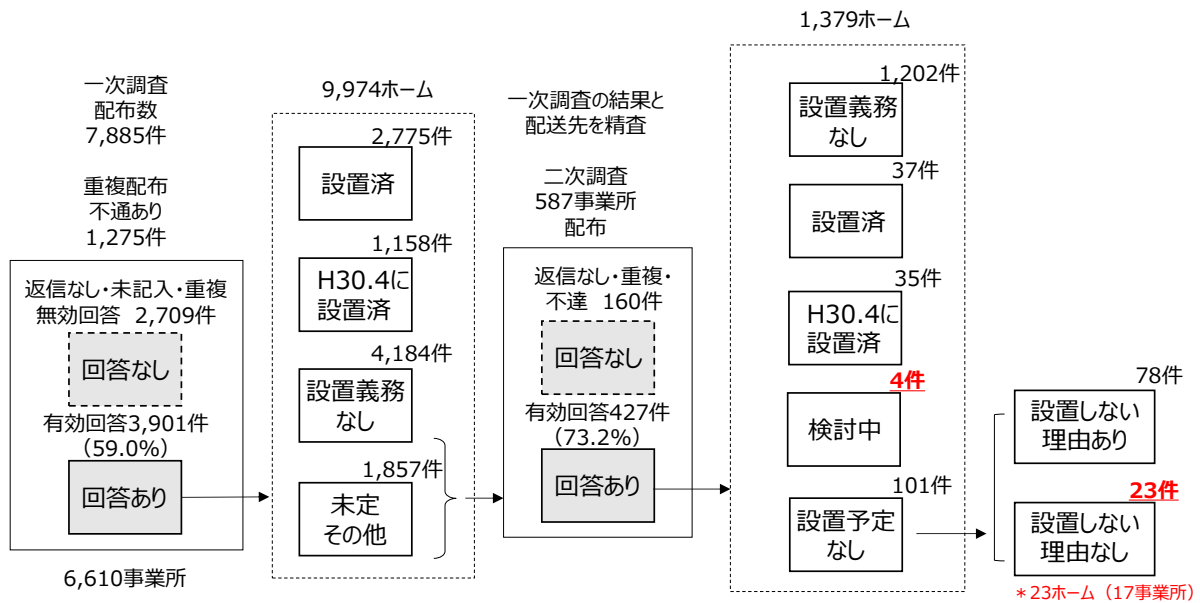 一次調査
配布数
7,885件
重複配布
不通あり
1,275件
返信なし・未記入・重複
無効回答 2,709件
回答なし
有効回答3,901件
（59.0%）
回答あり
6,610事業所
9,974ホーム
2,775件
設置済
1,158件
H30.4に
設置済
4,184件
設置義務
なし
1,857件
未定
その他
一次調査の結果と
配送先を精査
二次調査
587事業所
配布
返信なし・重複・
不達 160件
回答なし
有効回答427件
（73.2%）
回答あり
1,379ホーム
1,202件
設置義務
なし
37件
設置済
35件
H30.4に
設置済
4件
検討中
101件
設置予定
なし
78件
設置しない
理由あり
23件
設置しない
理由なし
＊23ホーム（17事業所）